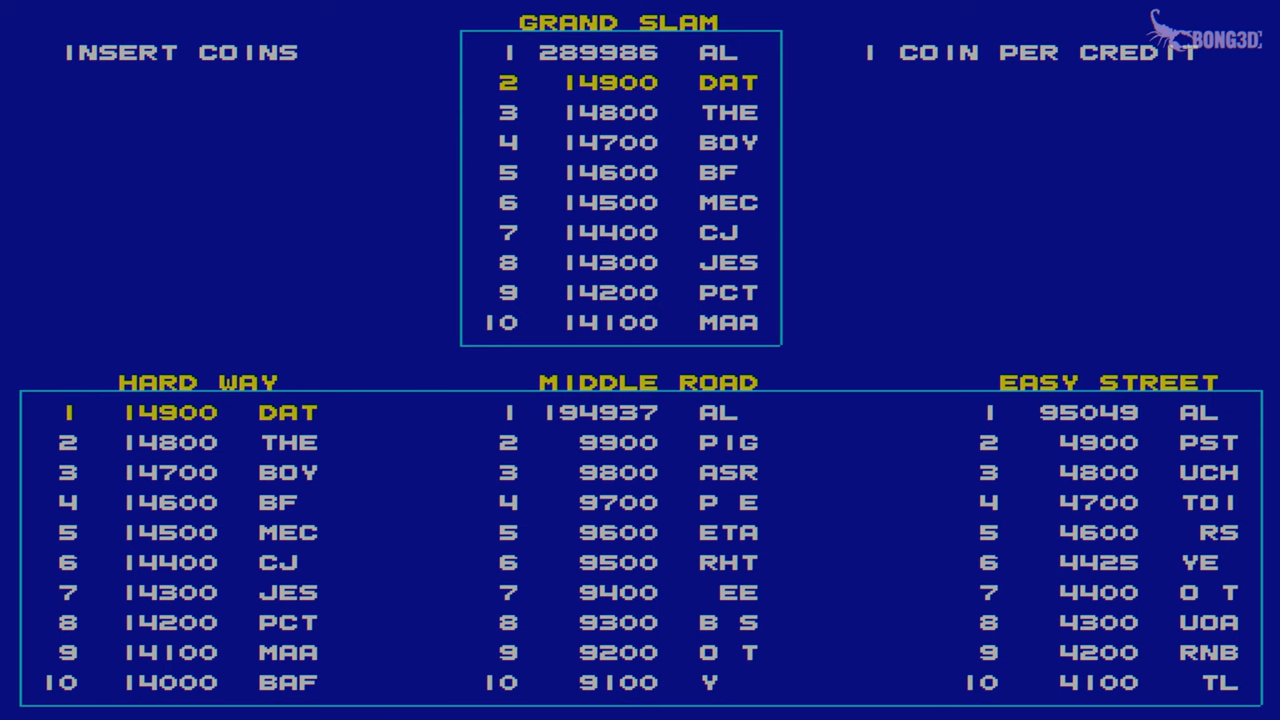 GRAND SLAM
INSERT COINS
1 COIN PER CREDIT
BONG3D
1 289986 AL
2 14900 DAT
3 14800 THE
4 14700 BOY
5 14600 BF
6 14500 MEC
7 14400 CJ
8 14300 JES
9 14200 PCT
10 14100 MAA
HARD WAY
1 14900 DAT
2 14800 THE
3 14700 BOY
4 14600 BF
5 14500 MEC
6 14400 CJ
7 14300 JES
8 14200 PCT
9 14100 MAA
10 14000 BAF
MIDDLE ROAD
1 194937 AL
2 9900 PIG
3 9800 ASR
4 9700 P E
5 9600 ETA
6 9500 RHT
7 9400 EE
8 9300 B S
9 9200 O T
10 9100 Y
EASY STREET
1 95049 AL
2 4900 PST
3 4800 UCH
4 4700 TOI
5 4600 RS
6 4425 YE
7 4400 O T
8 4300 UOA
9 4200 RNB
10 4100 TL